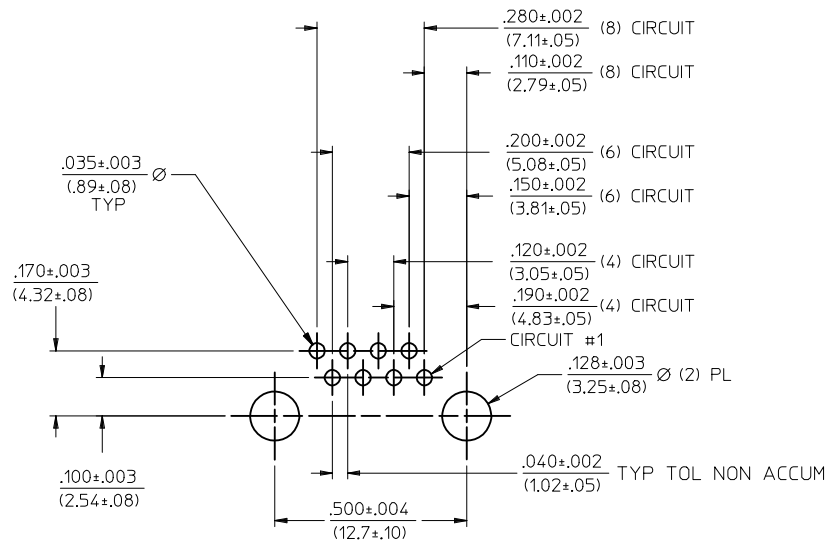 .280±.002
(7.11±.05)
(8) CIRCUIT
.110±.002
(2.79±.05)
(8) CIRCUIT
.035±.003
(.89±.08)
Ø
TYP
.200±.002
(5.08±.05)
(6) CIRCUIT
.150±.002
(3.81±.05)
(6) CIRCUIT
.170±.003
(4.32±.08)
.120±.002
(3.05±.05)
(4) CIRCUIT
.190±.002
(4.83±.05)
(4) CIRCUIT
CIRCUIT #1
.128±.003
(3.25±.08)
Ø (2) PL
.100±.003
(2.54±.08)
.040±.002
(1.02±.05)
TYP TOL NON ACCUM
.500±.004
(12.7±.10)